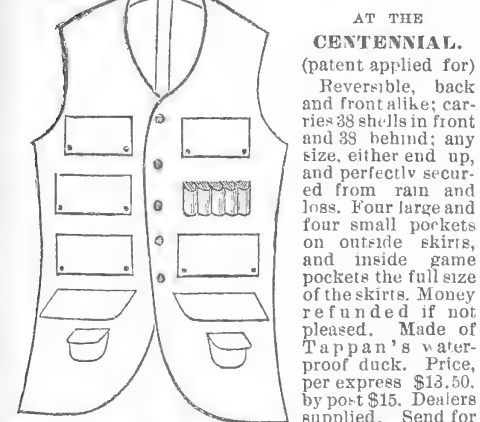 AT THE
CENTENNIAL.
(patent applied for)
Reversible, back
and front alike; car-
ries 38 shells in front
and 38 behind; any
size, either end up,
and perfectly secur-
ed from rain and
loss. Four large and
four small pockets
on outside skirts,
and inside game
pockets the full size
of the skirts. Money
refunded if not
pleased. Made of
Tappan's water-
proof duck. Price,
per express $13.50.
by post $15. Dealers
supplied. Send for